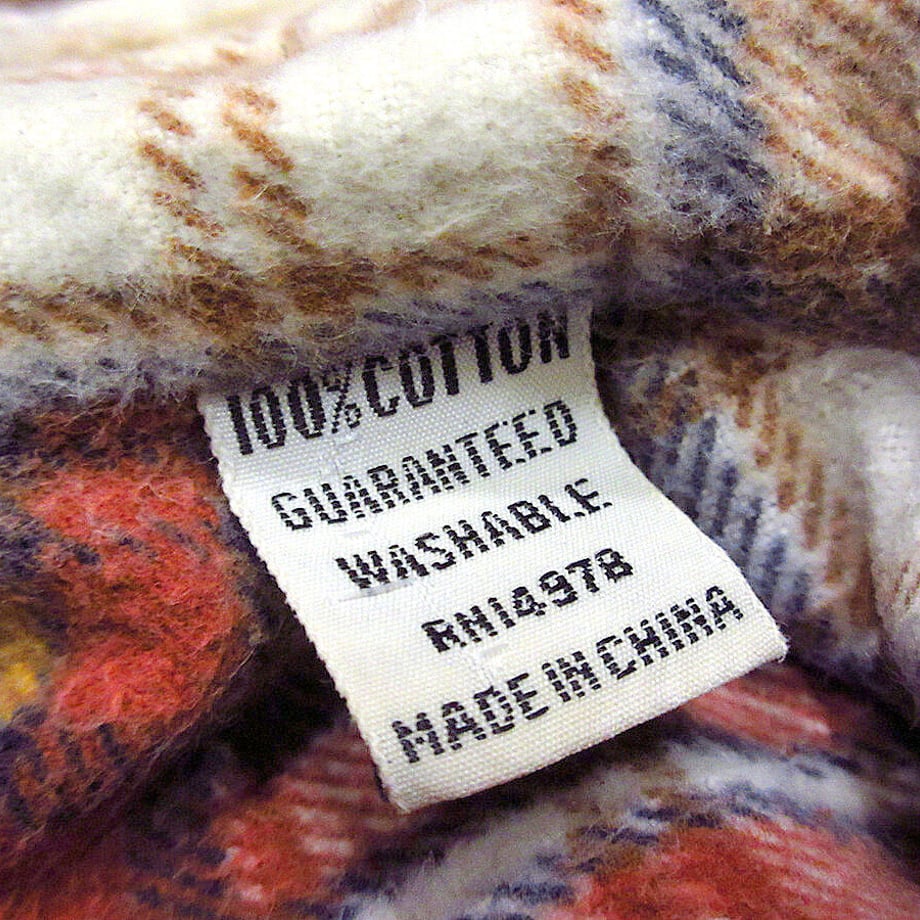 100% COTTON
GUARANTEED
WASHABLE
RN14978
MADE IN CHINA